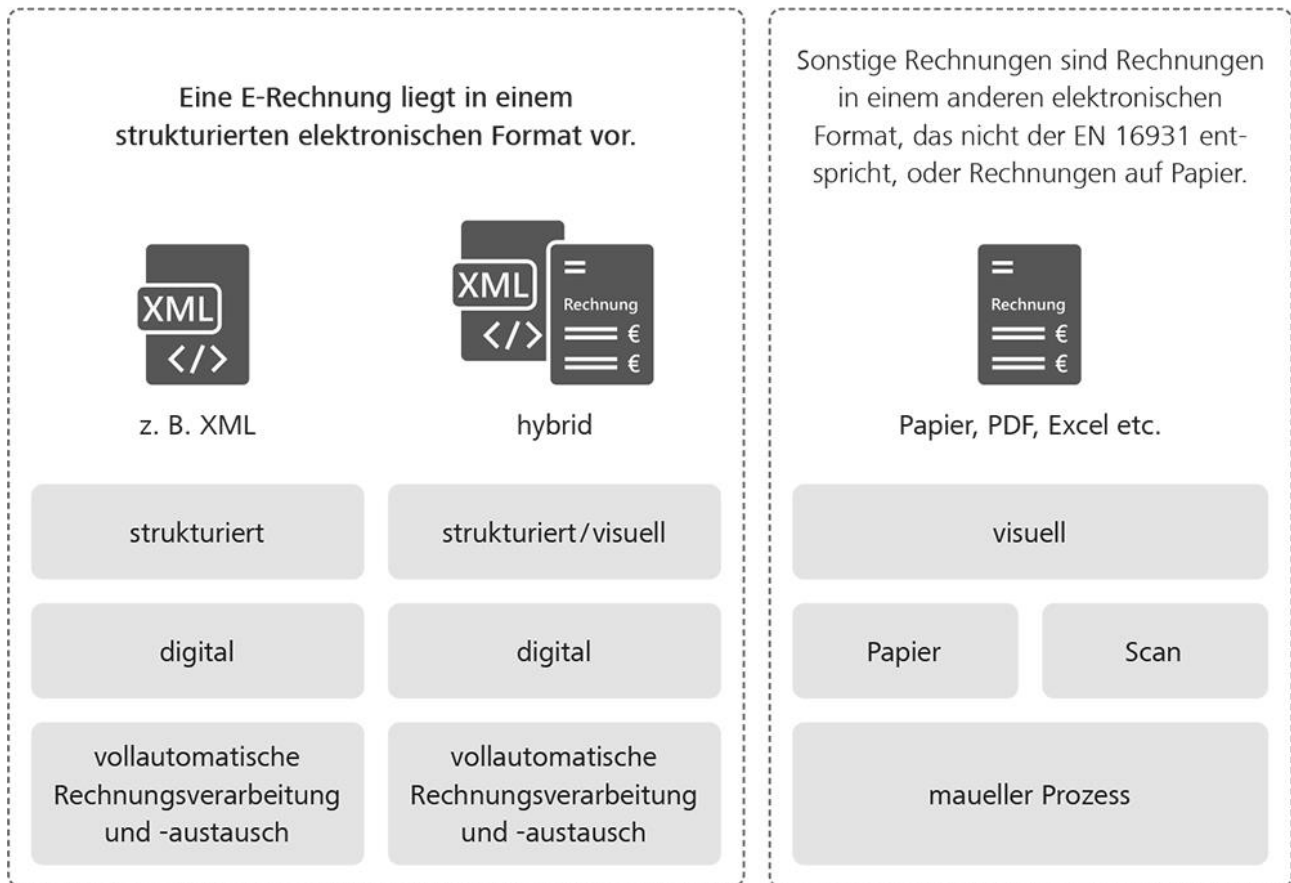 Eine E-Rechnung liegt in einem
strukturierten elektronischen Format vor.
XML
</>
z. B. XML
XML
</>
=
Rechnung
€
€
hybrid
strukturiert
strukturiert/visuell
digital
digital
vollautomatische
Rechnungsverarbeitung
und -austausch
vollautomatische
Rechnungsverarbeitung
und -austausch
Sonstige Rechnungen sind Rechnungen
in einem anderen elektronischen
Format, das nicht der EN 16931 ent-
spricht, oder Rechnungen auf Papier.
=
Rechnung
€
€
Papier, PDF, Excel etc.
visuell
Papier
Scan
maueller Prozess